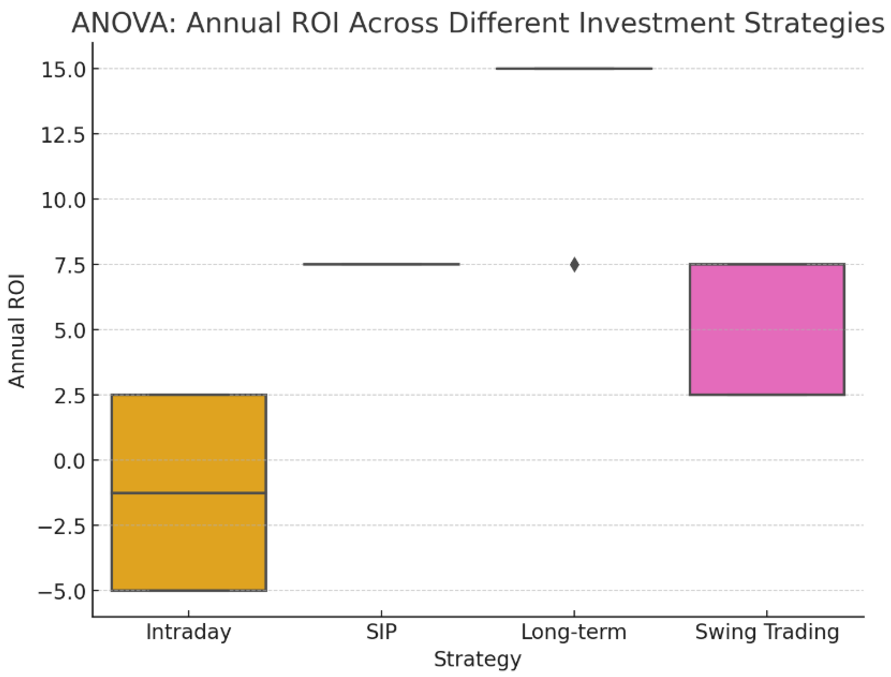 ANOVA: Annual ROI Across Different Investment Strategies
15.0
12.5
10.0
7.5
5.0
2.5
0.0
−2.5
−5.0
Annual ROI
Intraday SIP Long-term Swing Trading
Strategy